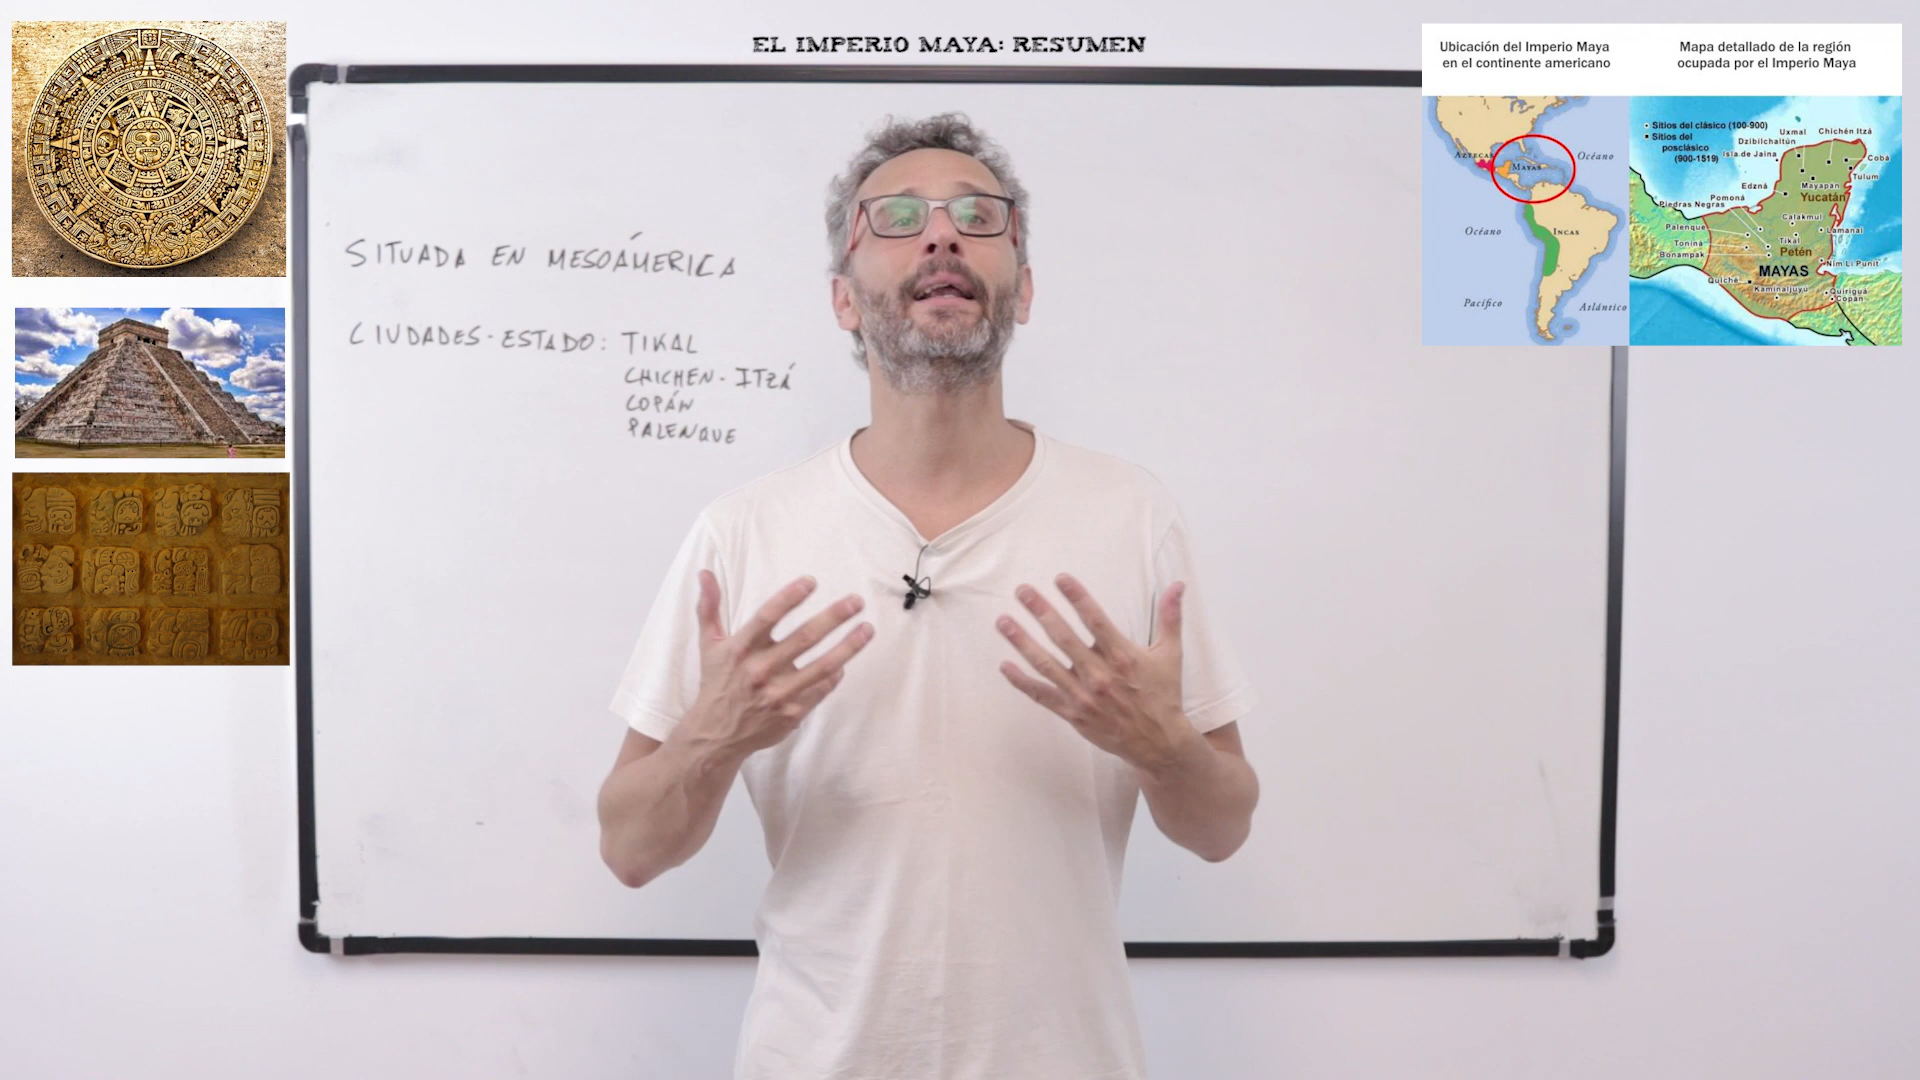 EL IMPERIO MAYA: RESUMEN
SITUADA EN MESOÁMERICA
CIUDADES-ESTADO: TIKAL
CHICHEN-ITZÁ
COPÁN
PALENQUE
Ubicación del Imperio Maya
en el continente americano
AZTECAS
MAYAS
INCAS
Océano
Océano
Pacífico
Atlántico
Mapa detallado de la región
ocupada por el Imperio Maya
Sitios del clásico (100-900)
Sitios del
posclásico
(900-1519)
Uxmal
Chichén Itzá
Dzibilchaltún
Isla de Jaina
Cobá
Tulum
Edzná
Mayapán
Yucatán
Pomoná
Piedras Negras
Calakmul
Palenque
Lamanai
Toniná
Tikal
Petén
Bonampak
MAYAS
Nim Li Punit
Quiché
Kaminaljuyú
Quiriguá
Copán